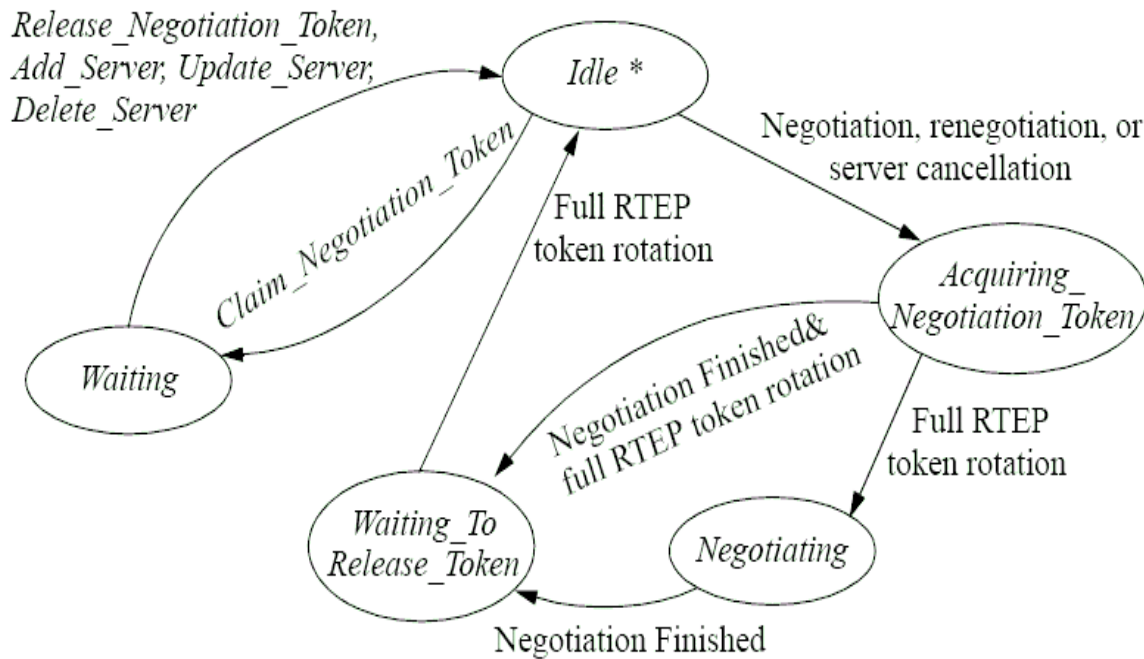 Release_Negotiation_Token,
Add_Server, Update_Server,
Delete_Server
Idle *
Negotiation, renegotiation, or
server cancellation
Claim_Negotiation_Token
Full RTEP
token rotation
Acquiring_
Negotiation_Token
Waiting
Negotiation Finished&
full RTEP token rotation
Full RTEP
token rotation
Waiting_To
Release_Token
Negotiating
Negotiation Finished